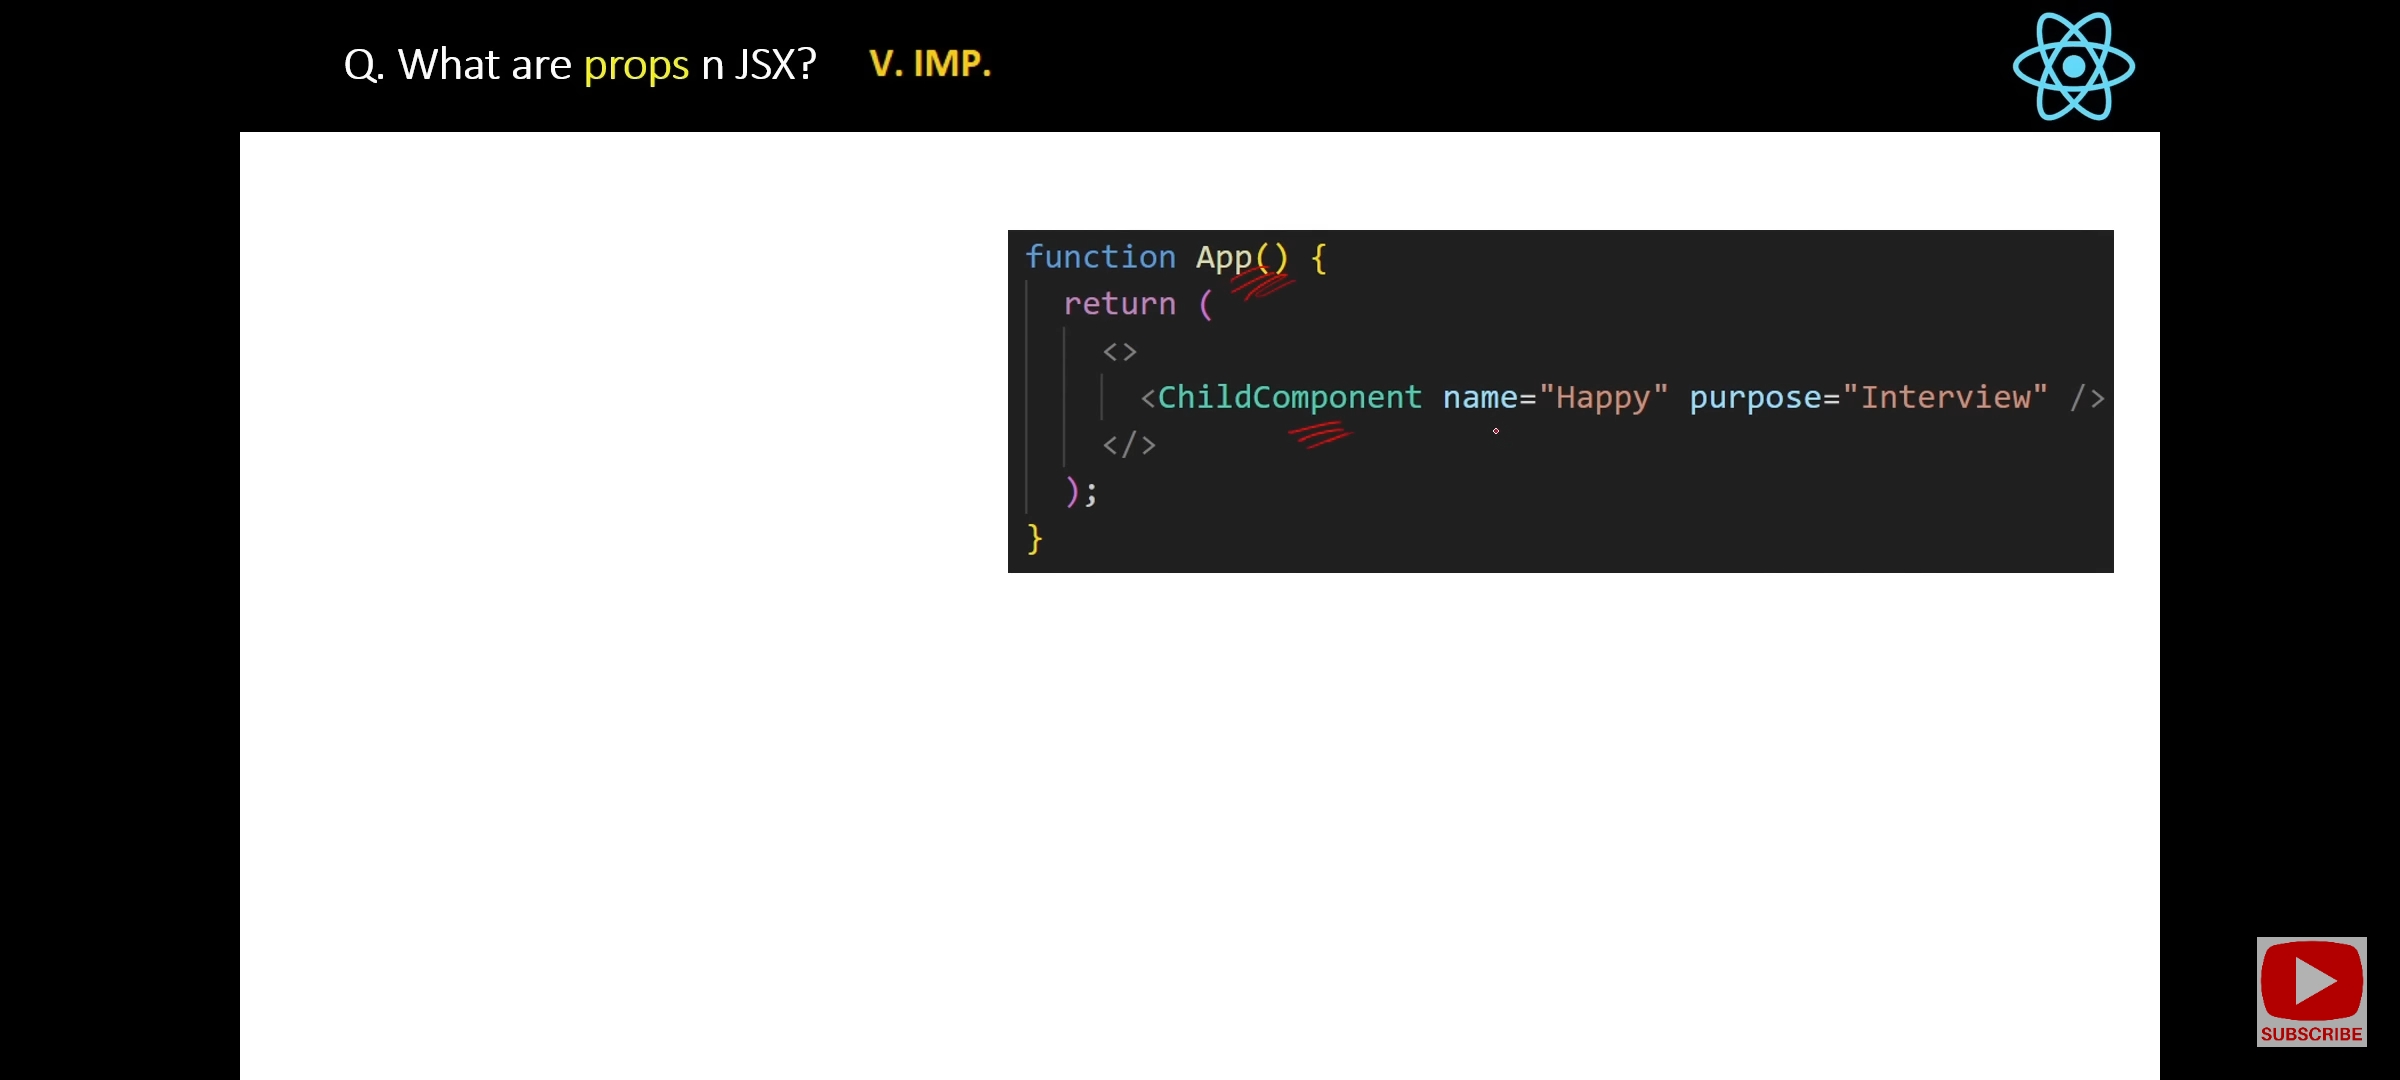 Q. What are props n JSX? V. IMP.
function App() {
return (
<>
<ChildComponent name="Happy" purpose="Interview" />
</>
);
}
SUBSCRIBE